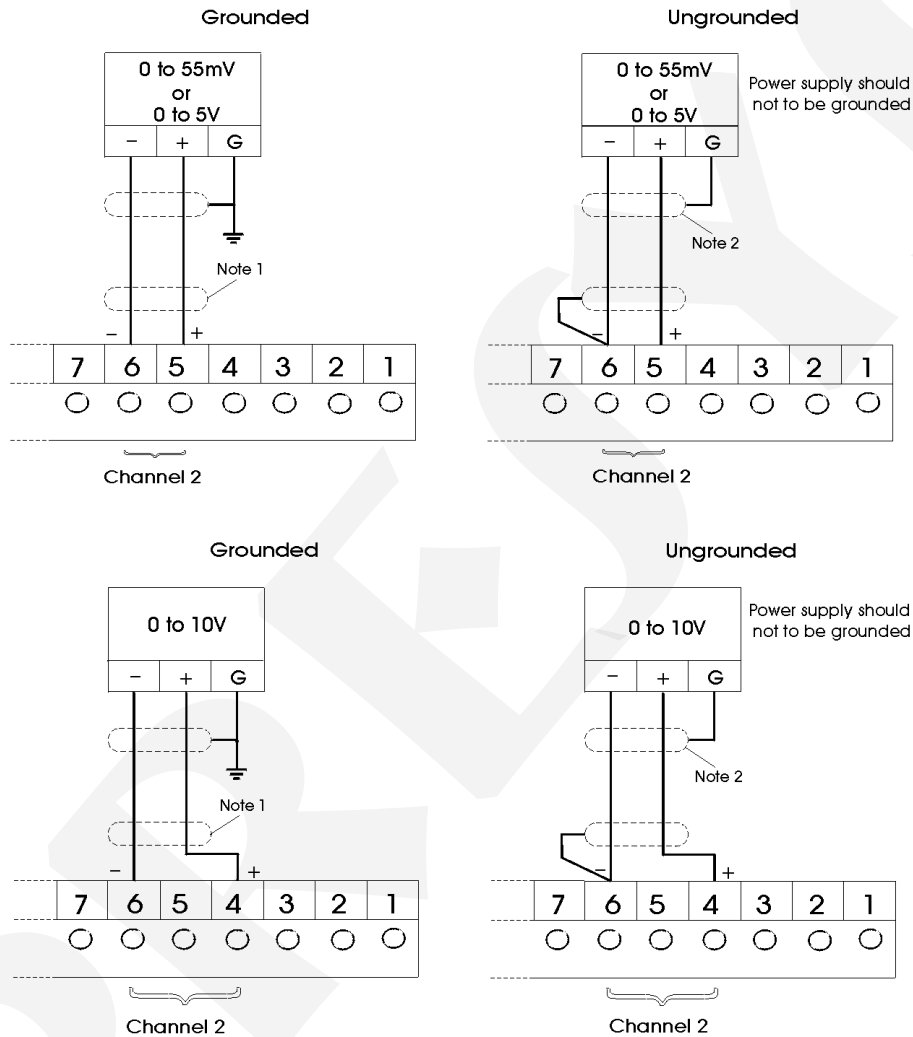 Grounded
0 to 55mV
or
0 to 5V
- + G
Note 1
- +
7 6 5 4 3 2 1
Channel 2
Ungrounded
0 to 55mV
or
0 to 5V
- + G
Power supply should
not to be grounded
Note 2
- +
7 6 5 4 3 2 1
Channel 2
Grounded
0 to 10V
- + G
Note 1
- +
7 6 5 4 3 2 1
Channel 2
Ungrounded
0 to 10V
- + G
Power supply should
not to be grounded
Note 2
- +
7 6 5 4 3 2 1
Channel 2